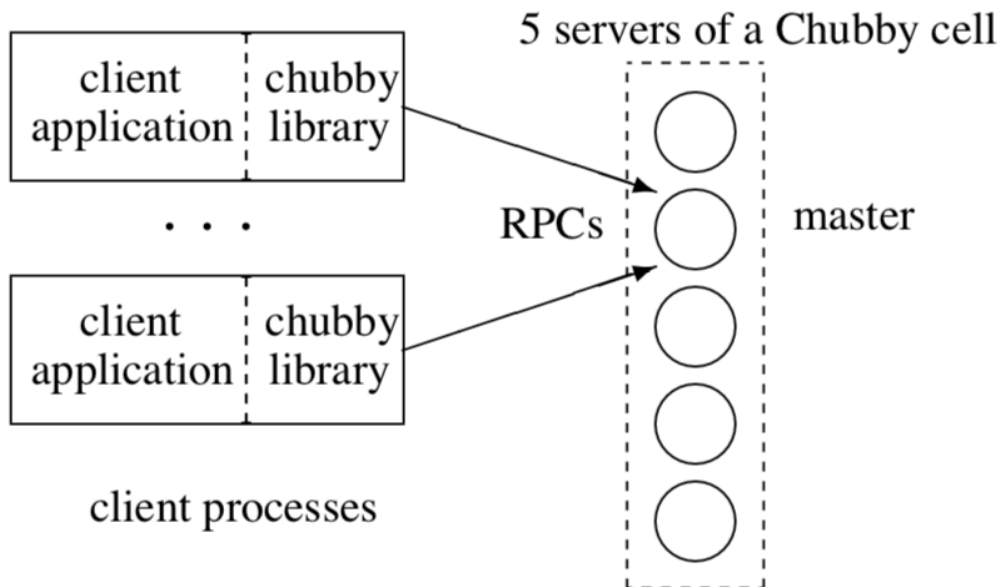 5 servers of a Chubby cell
client
application
chubby
library
. . .
RPCs
master
client
application
chubby
library
client processes